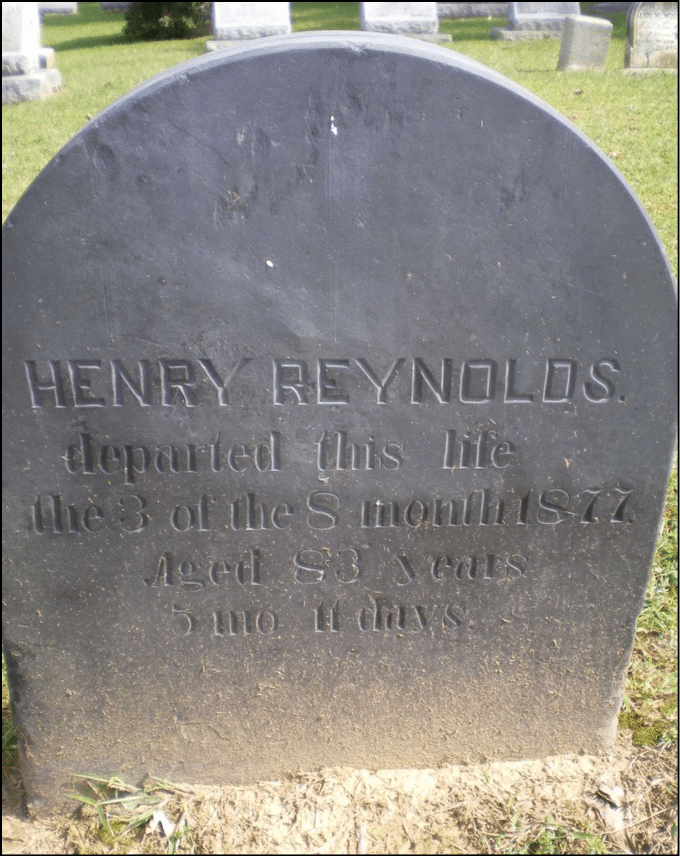 HENRY REYNOLDS.
departed this life
the 3 of the 8 month 1877.
Aged 83 years
5 mo 11 days.